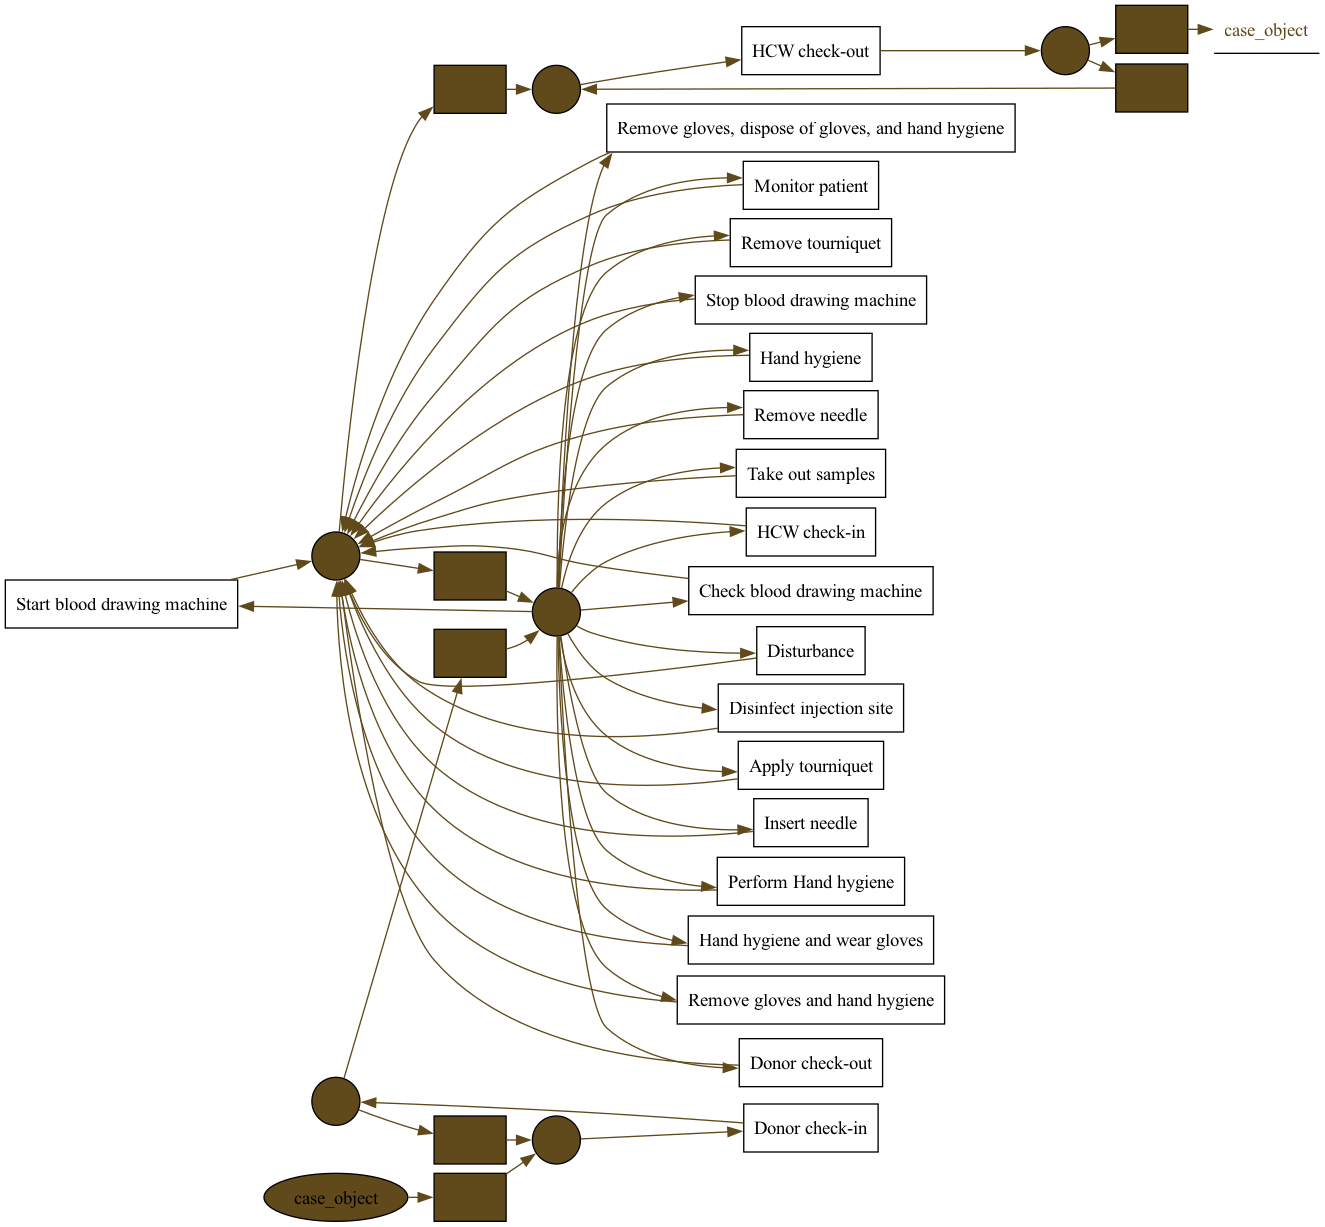 case_object
HCW check-out
Remove gloves, dispose of gloves, and hand hygiene
Monitor patient
Remove tourniquet
Stop blood drawing machine
Hand hygiene
Remove needle
Take out samples
HCW check-in
Check blood drawing machine
Start blood drawing machine
Disturbance
Disinfect injection site
Apply tourniquet
Insert needle
Perform Hand hygiene
Hand hygiene and wear gloves
Remove gloves and hand hygiene
Donor check-out
Donor check-in
case_object